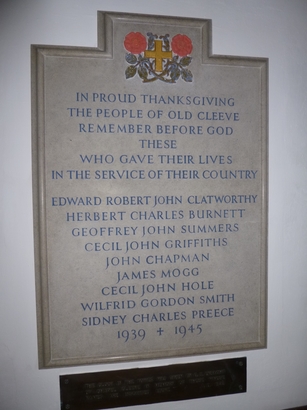 IN PROUD THANKSGIVING
THE PEOPLE OF OLD CLEEVE
REMEMBER BEFORE GOD
THESE
WHO GAVE THEIR LIVES
IN THE SERVICE OF THEIR COUNTRY
EDWARD ROBERT JOHN CLATWORTHY
HERBERT CHARLES BURNETT
GEOFFREY JOHN SUMMERS
CECIL JOHN GRIFFITHS
JOHN CHAPMAN
JAMES MOGG
CECIL JOHN HOLE
WILFRID GORDON SMITH
SIDNEY CHARLES PREECE
1939 + 1945